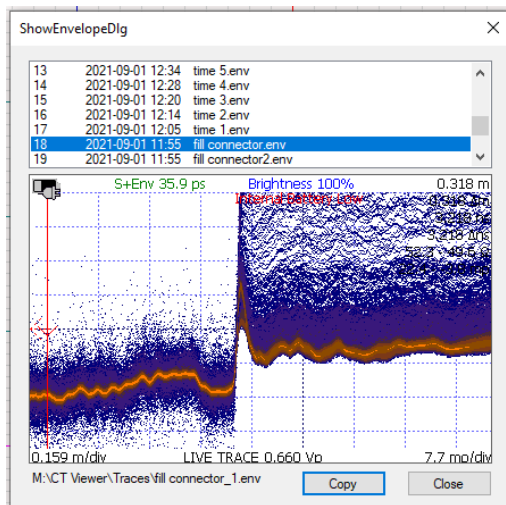 ShowEnvelopeDlg
13 2021-09-01 12:34 time 5.env
14 2021-09-01 12:28 time 4.env
15 2021-09-01 12:20 time 3.env
16 2021-09-01 12:14 time 2.env
17 2021-09-01 12:05 time 1.env
18 2021-09-01 11:55 fill connector.env
19 2021-09-01 11:55 fill connector2.env
S+Env 35.9 ps Brightness 100% 0.318 m
Internal Battery Low
0.159 m/div LIVE TRACE 0.660 Vp 7.7 mρ/div
M:\CT Viewer\Traces\fill connector_1.env
Copy Close